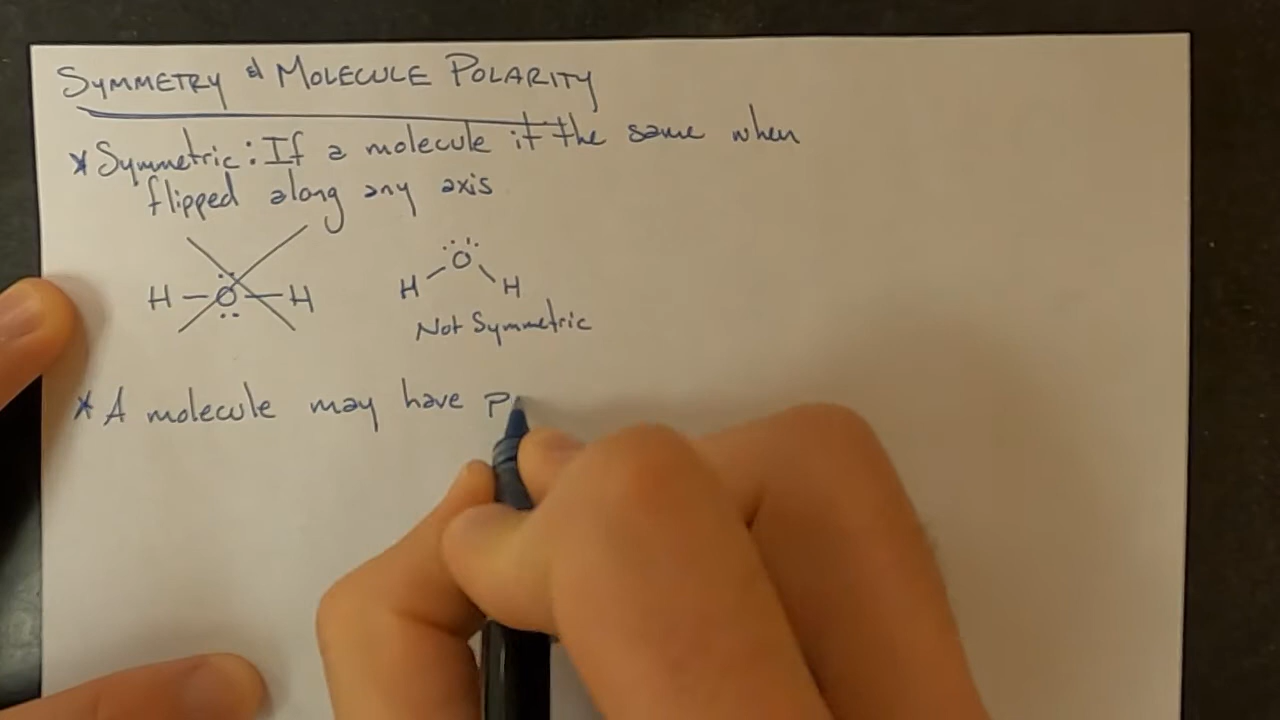 SYMMETRY & MOLECULE POLARITY
* Symmetric: If a molecule it the same when
flipped along any axis
H - O - H
O
H H
Not Symmetric
* A molecule may have P